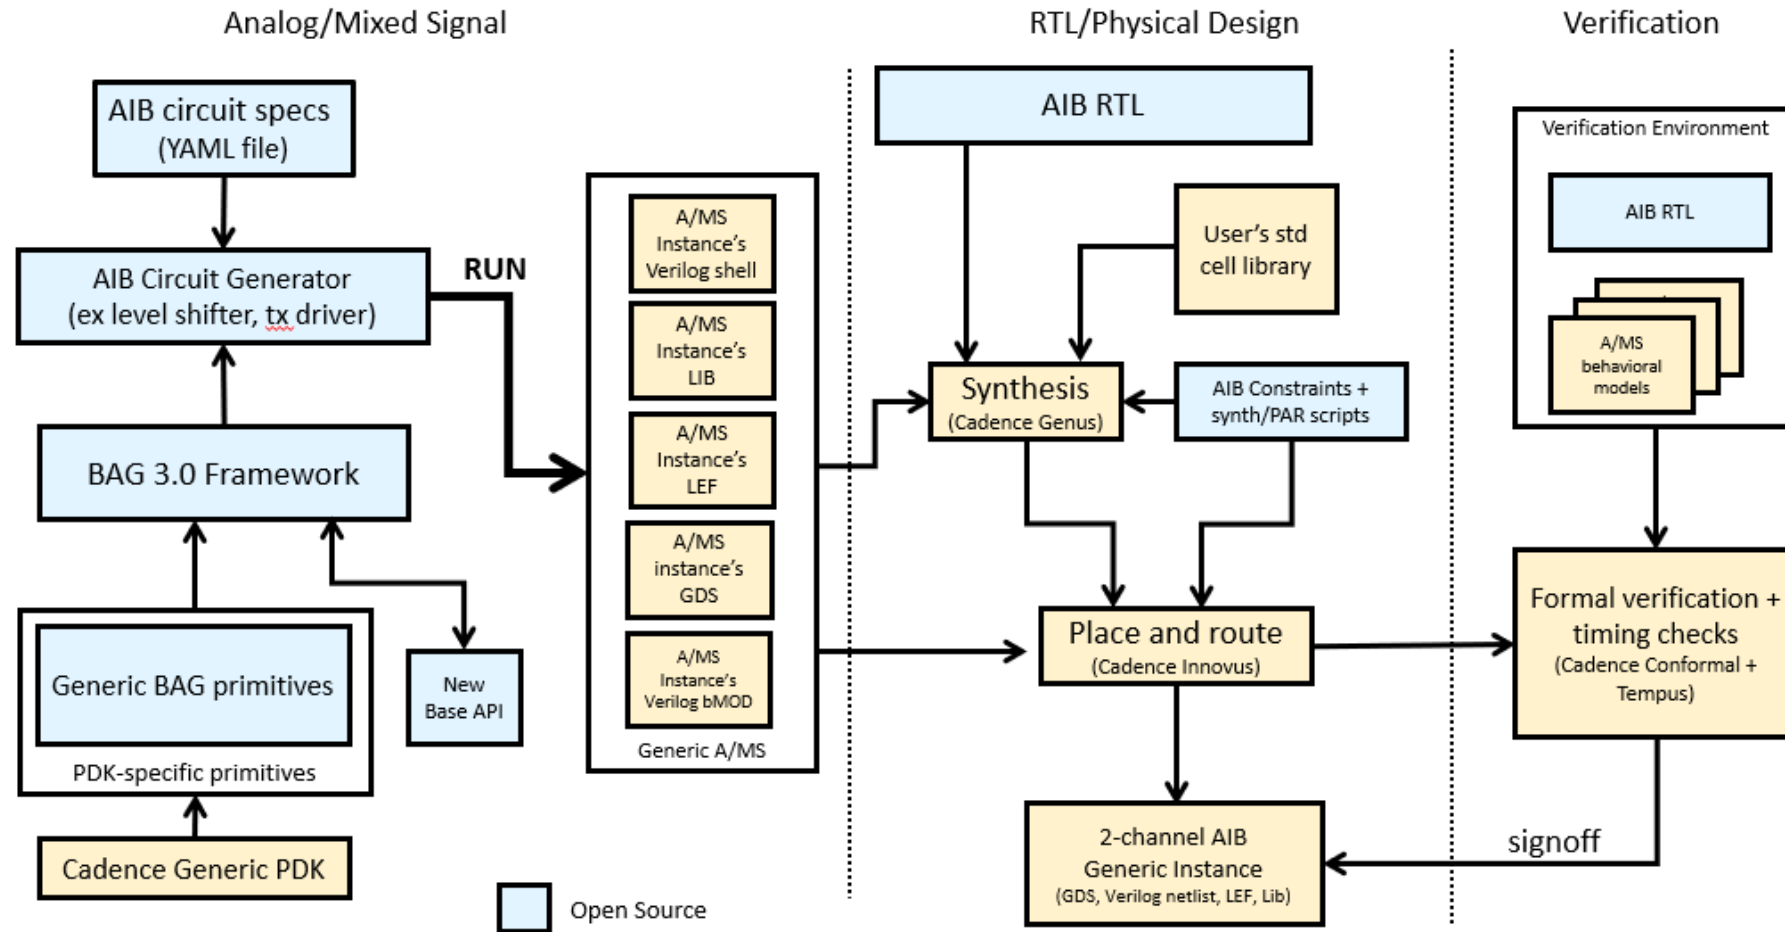 Analog/Mixed Signal
RTL/Physical Design
Verification
AIB circuit specs
(YAML file)
AIB Circuit Generator
(ex level shifter, tx driver)
RUN
BAG 3.0 Framework
Generic BAG primitives
PDK-specific primitives
New
Base API
Cadence Generic PDK
Open Source
A/MS
Instance's
Verilog shell
A/MS
Instance's
LIB
A/MS
Instance's
LEF
A/MS
instance's
GDS
A/MS
Instance's
Verilog bMOD
Generic A/MS
AIB RTL
User's std
cell library
Synthesis
(Cadence Genus)
AIB Constraints +
synth/PAR scripts
Place and route
(Cadence Innovus)
2-channel AIB
Generic Instance
(GDS, Verilog netlist, LEF, Lib)
Verification Environment
AIB RTL
A/MS
behavioral
models
Formal verification +
timing checks
(Cadence Conformal +
Tempus)
signoff